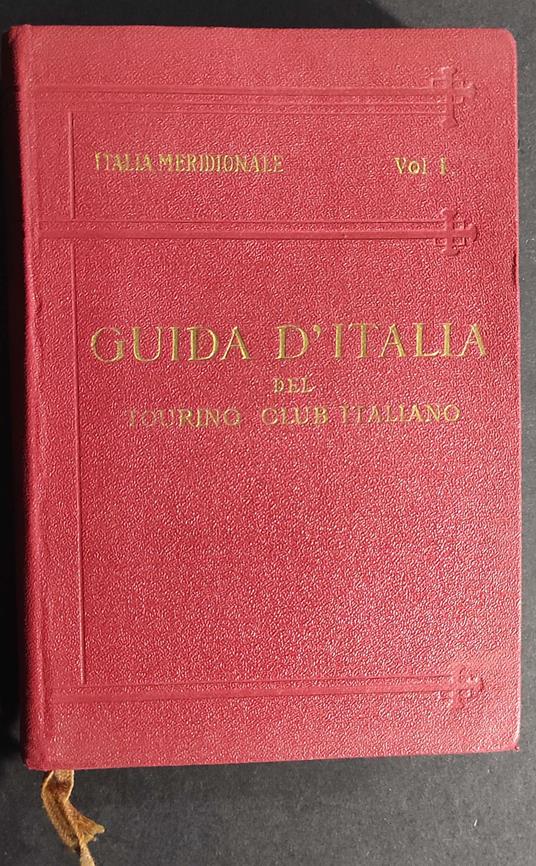 ITALIA MERIDIONALE Vol I.
GUIDA D'ITALIA
DEL
TOURING CLUB ITALIANO